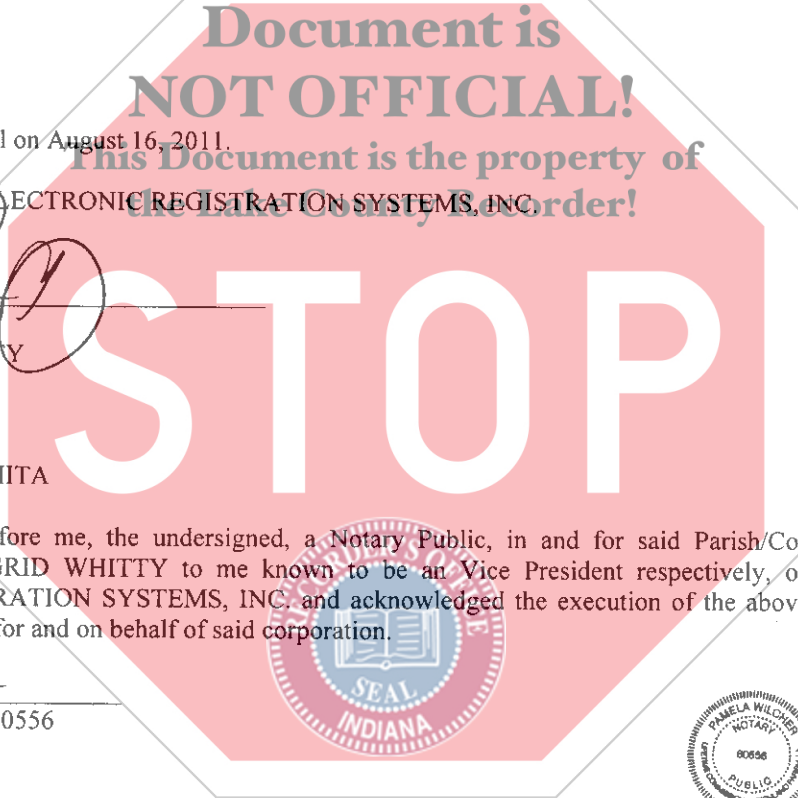 Document is
NOT OFFICIAL!
l on August 16, 2011.
This Document is the property of
LECTRONIC REGISTRATION SYSTEMS, INC.
the Lake County Recorder!
STOP
Y
HITA
fore me, the undersigned, a Notary Public, in and for said Parish/Co
GRID WHITTY to me known to be an Vice President respectively, o
RATION SYSTEMS, INC. and acknowledged the execution of the abov
for and on behalf of said corporation.
RECORDER'S OFFICE
SEAL
INDIANA
0556
PAMELA WILCHER
NOTARY
60556
PUBLIC